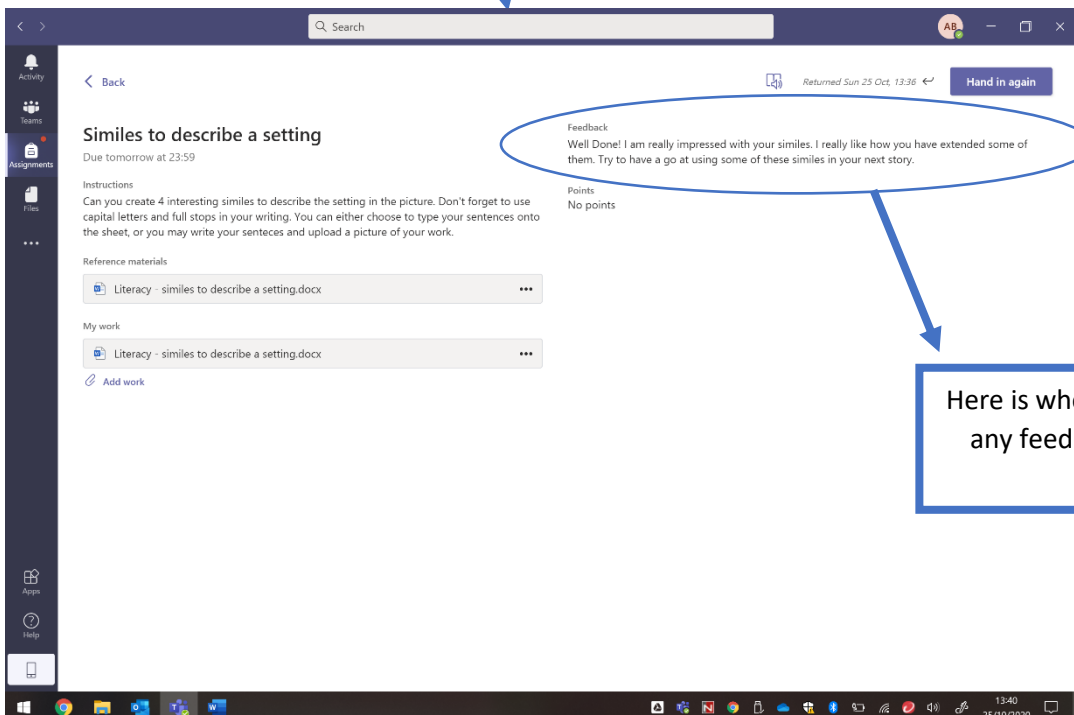 Search
AB
Activity
Teams
Assignments
Files
Apps
Help
Back
Returned Sun 25 Oct, 13:36
Hand in again
Similes to describe a setting
Due tomorrow at 23:59
Instructions
Can you create 4 interesting similes to describe the setting in the picture. Don't forget to use
capital letters and full stops in your writing. You can either choose to type your sentences onto
the sheet, or you may write your senteces and upload a picture of your work.
Reference materials
Literacy - similes to describe a setting.docx
My work
Literacy - similes to describe a setting.docx
Add work
Feedback
Well Done! I am really impressed with your similes. I really like how you have extended some of
them. Try to have a go at using some of these similes in your next story.
Points
No points
Here is
any
13:40
25/10/2020